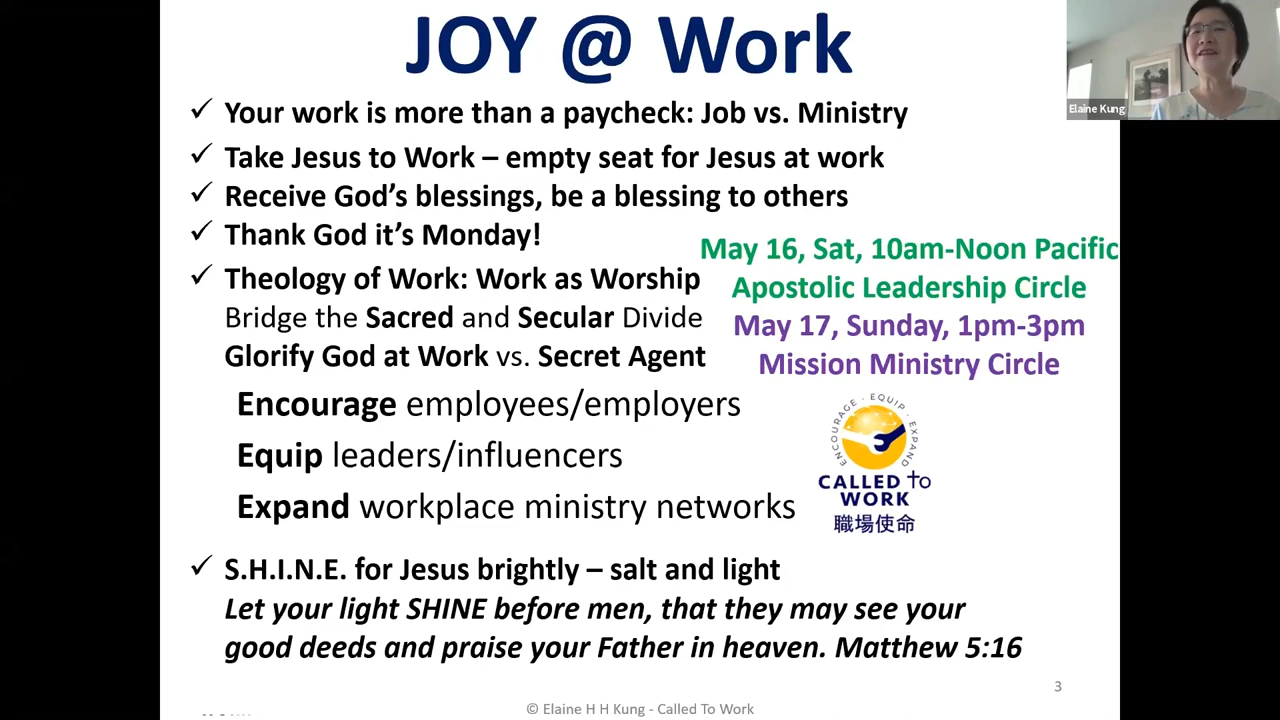 JOY @ Work
Elaine Kung
✓ Your work is more than a paycheck: Job vs. Ministry
✓ Take Jesus to Work – empty seat for Jesus at work
✓ Receive God’s blessings, be a blessing to others
✓ Thank God it’s Monday!
✓ Theology of Work: Work as Worship
Bridge the Sacred and Secular Divide
Glorify God at Work vs. Secret Agent
May 16, Sat, 10am-Noon Pacific
Apostolic Leadership Circle
May 17, Sunday, 1pm-3pm
Mission Ministry Circle
Encourage employees/employers
Equip leaders/influencers
Expand workplace ministry networks
ENCOURAGE · EQUIP · EXPAND
CALLED To
WORK
職場使命
✓ S.H.I.N.E. for Jesus brightly – salt and light
Let your light SHINE before men, that they may see your
good deeds and praise your Father in heaven. Matthew 5:16
3
© Elaine H H Kung - Called To Work